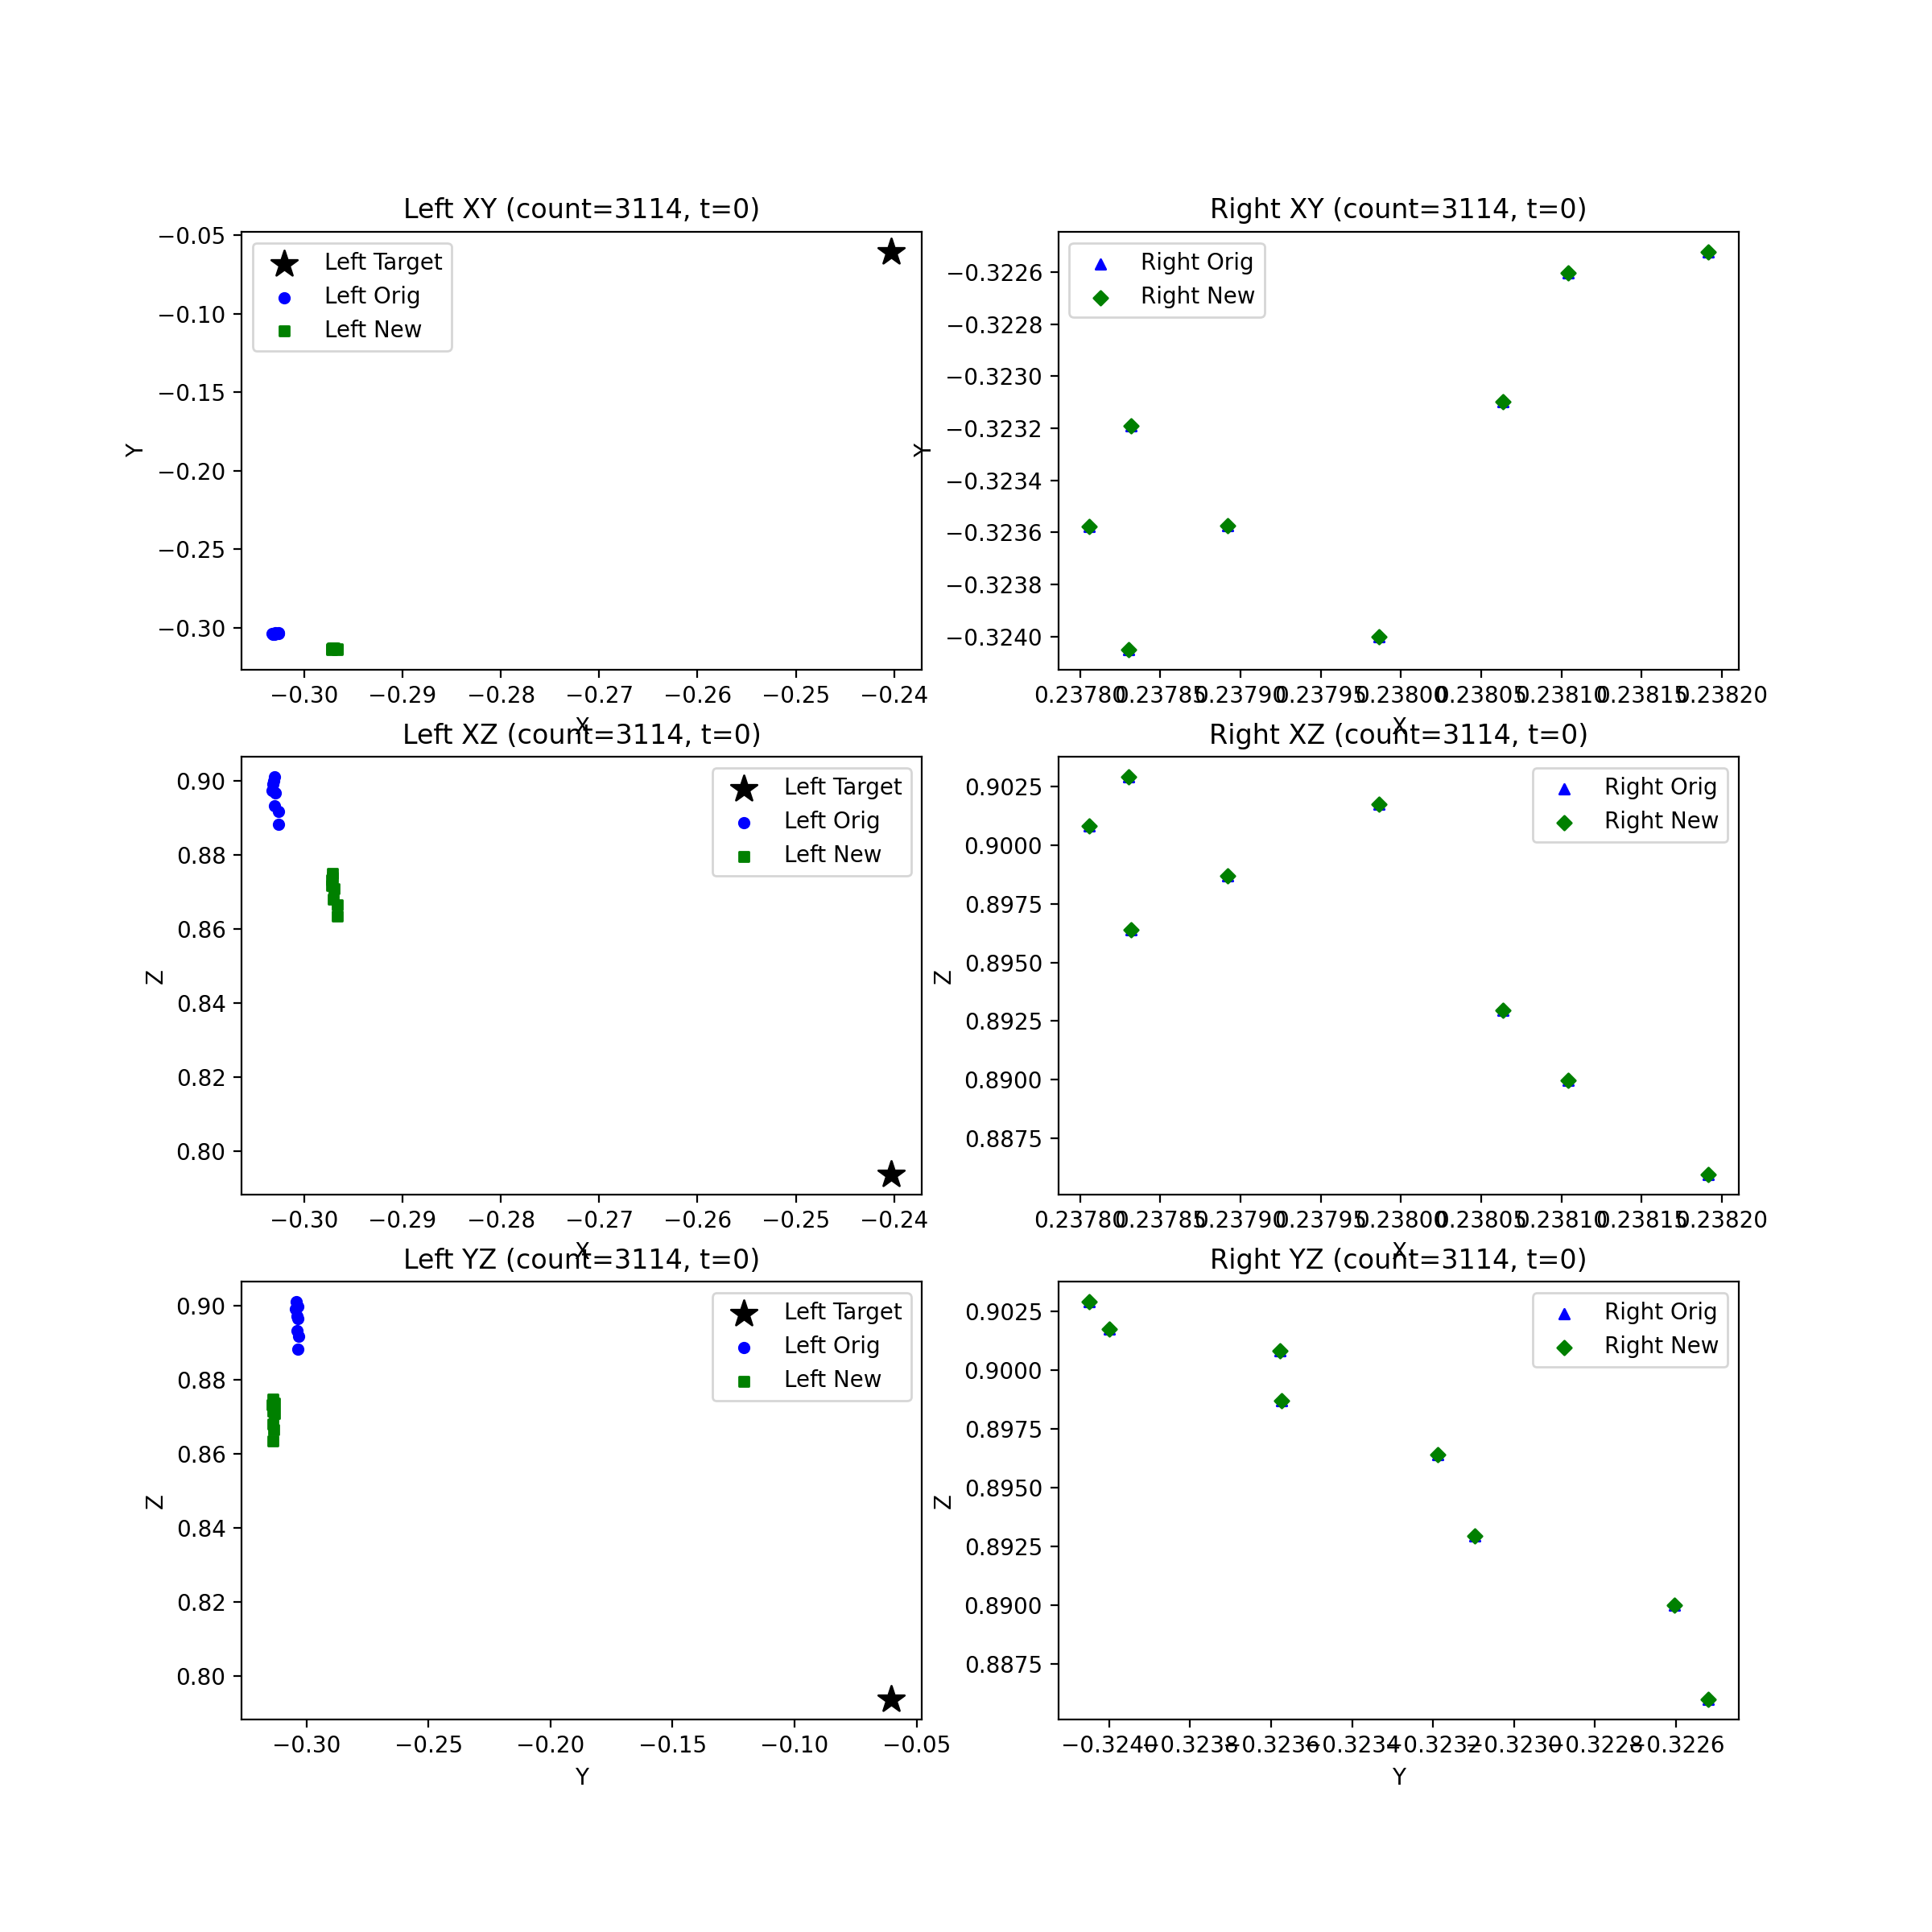 Left XY (count=3114, t=0)
Left Target
Left Orig
Left New
−0.05
−0.10
−0.15
−0.20
−0.25
−0.30
Y
−0.30
−0.29
−0.28
−0.27
−0.26
−0.25
−0.24
X
Right XY (count=3114, t=0)
Right Orig
Right New
−0.3226
−0.3228
−0.3230
−0.3232
−0.3234
−0.3236
−0.3238
−0.3240
Y
0.23780
0.23785
0.23790
0.23795
0.23800
0.23805
0.23810
0.23815
0.23820
X
Left XZ (count=3114, t=0)
Left Target
Left Orig
Left New
0.90
0.88
0.86
0.84
0.82
0.80
Z
−0.30
−0.29
−0.28
−0.27
−0.26
−0.25
−0.24
X
Right XZ (count=3114, t=0)
Right Orig
Right New
0.9025
0.9000
0.8975
0.8950
0.8925
0.8900
0.8875
Z
0.23780
0.23785
0.23790
0.23795
0.23800
0.23805
0.23810
0.23815
0.23820
X
Left YZ (count=3114, t=0)
Left Target
Left Orig
Left New
0.90
0.88
0.86
0.84
0.82
0.80
Z
−0.30
−0.25
−0.20
−0.15
−0.10
−0.05
Y
Right YZ (count=3114, t=0)
Right Orig
Right New
0.9025
0.9000
0.8975
0.8950
0.8925
0.8900
0.8875
Z
−0.3240
−0.3238
−0.3236
−0.3234
−0.3232
−0.3230
−0.3228
−0.3226
Y